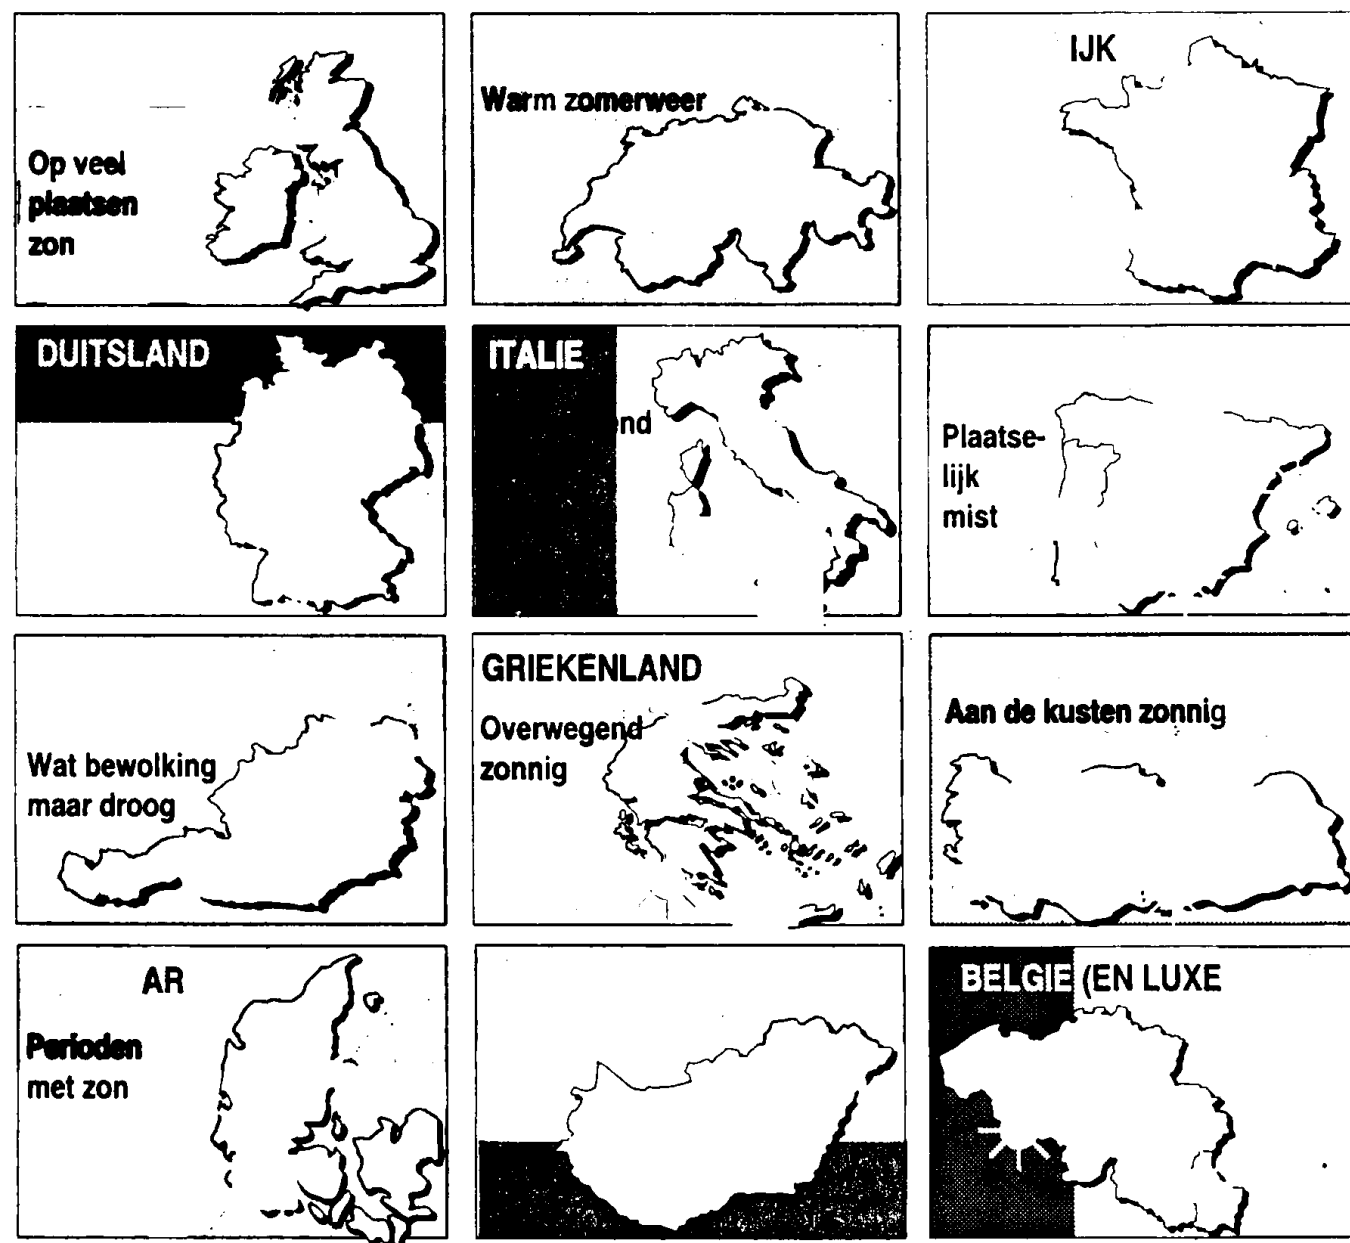 Op veel
plaatsen
zon
Warm zomerweer
IJK
DUITSLAND
ITALIE
end
Plaatse-
lijk
mist
Wat bewolking
maar droog
GRIEKENLAND
Overwegend
zonnig
Aan de kusten zonnig
AR
Perioden
met zon
BELGIE (EN LUXE